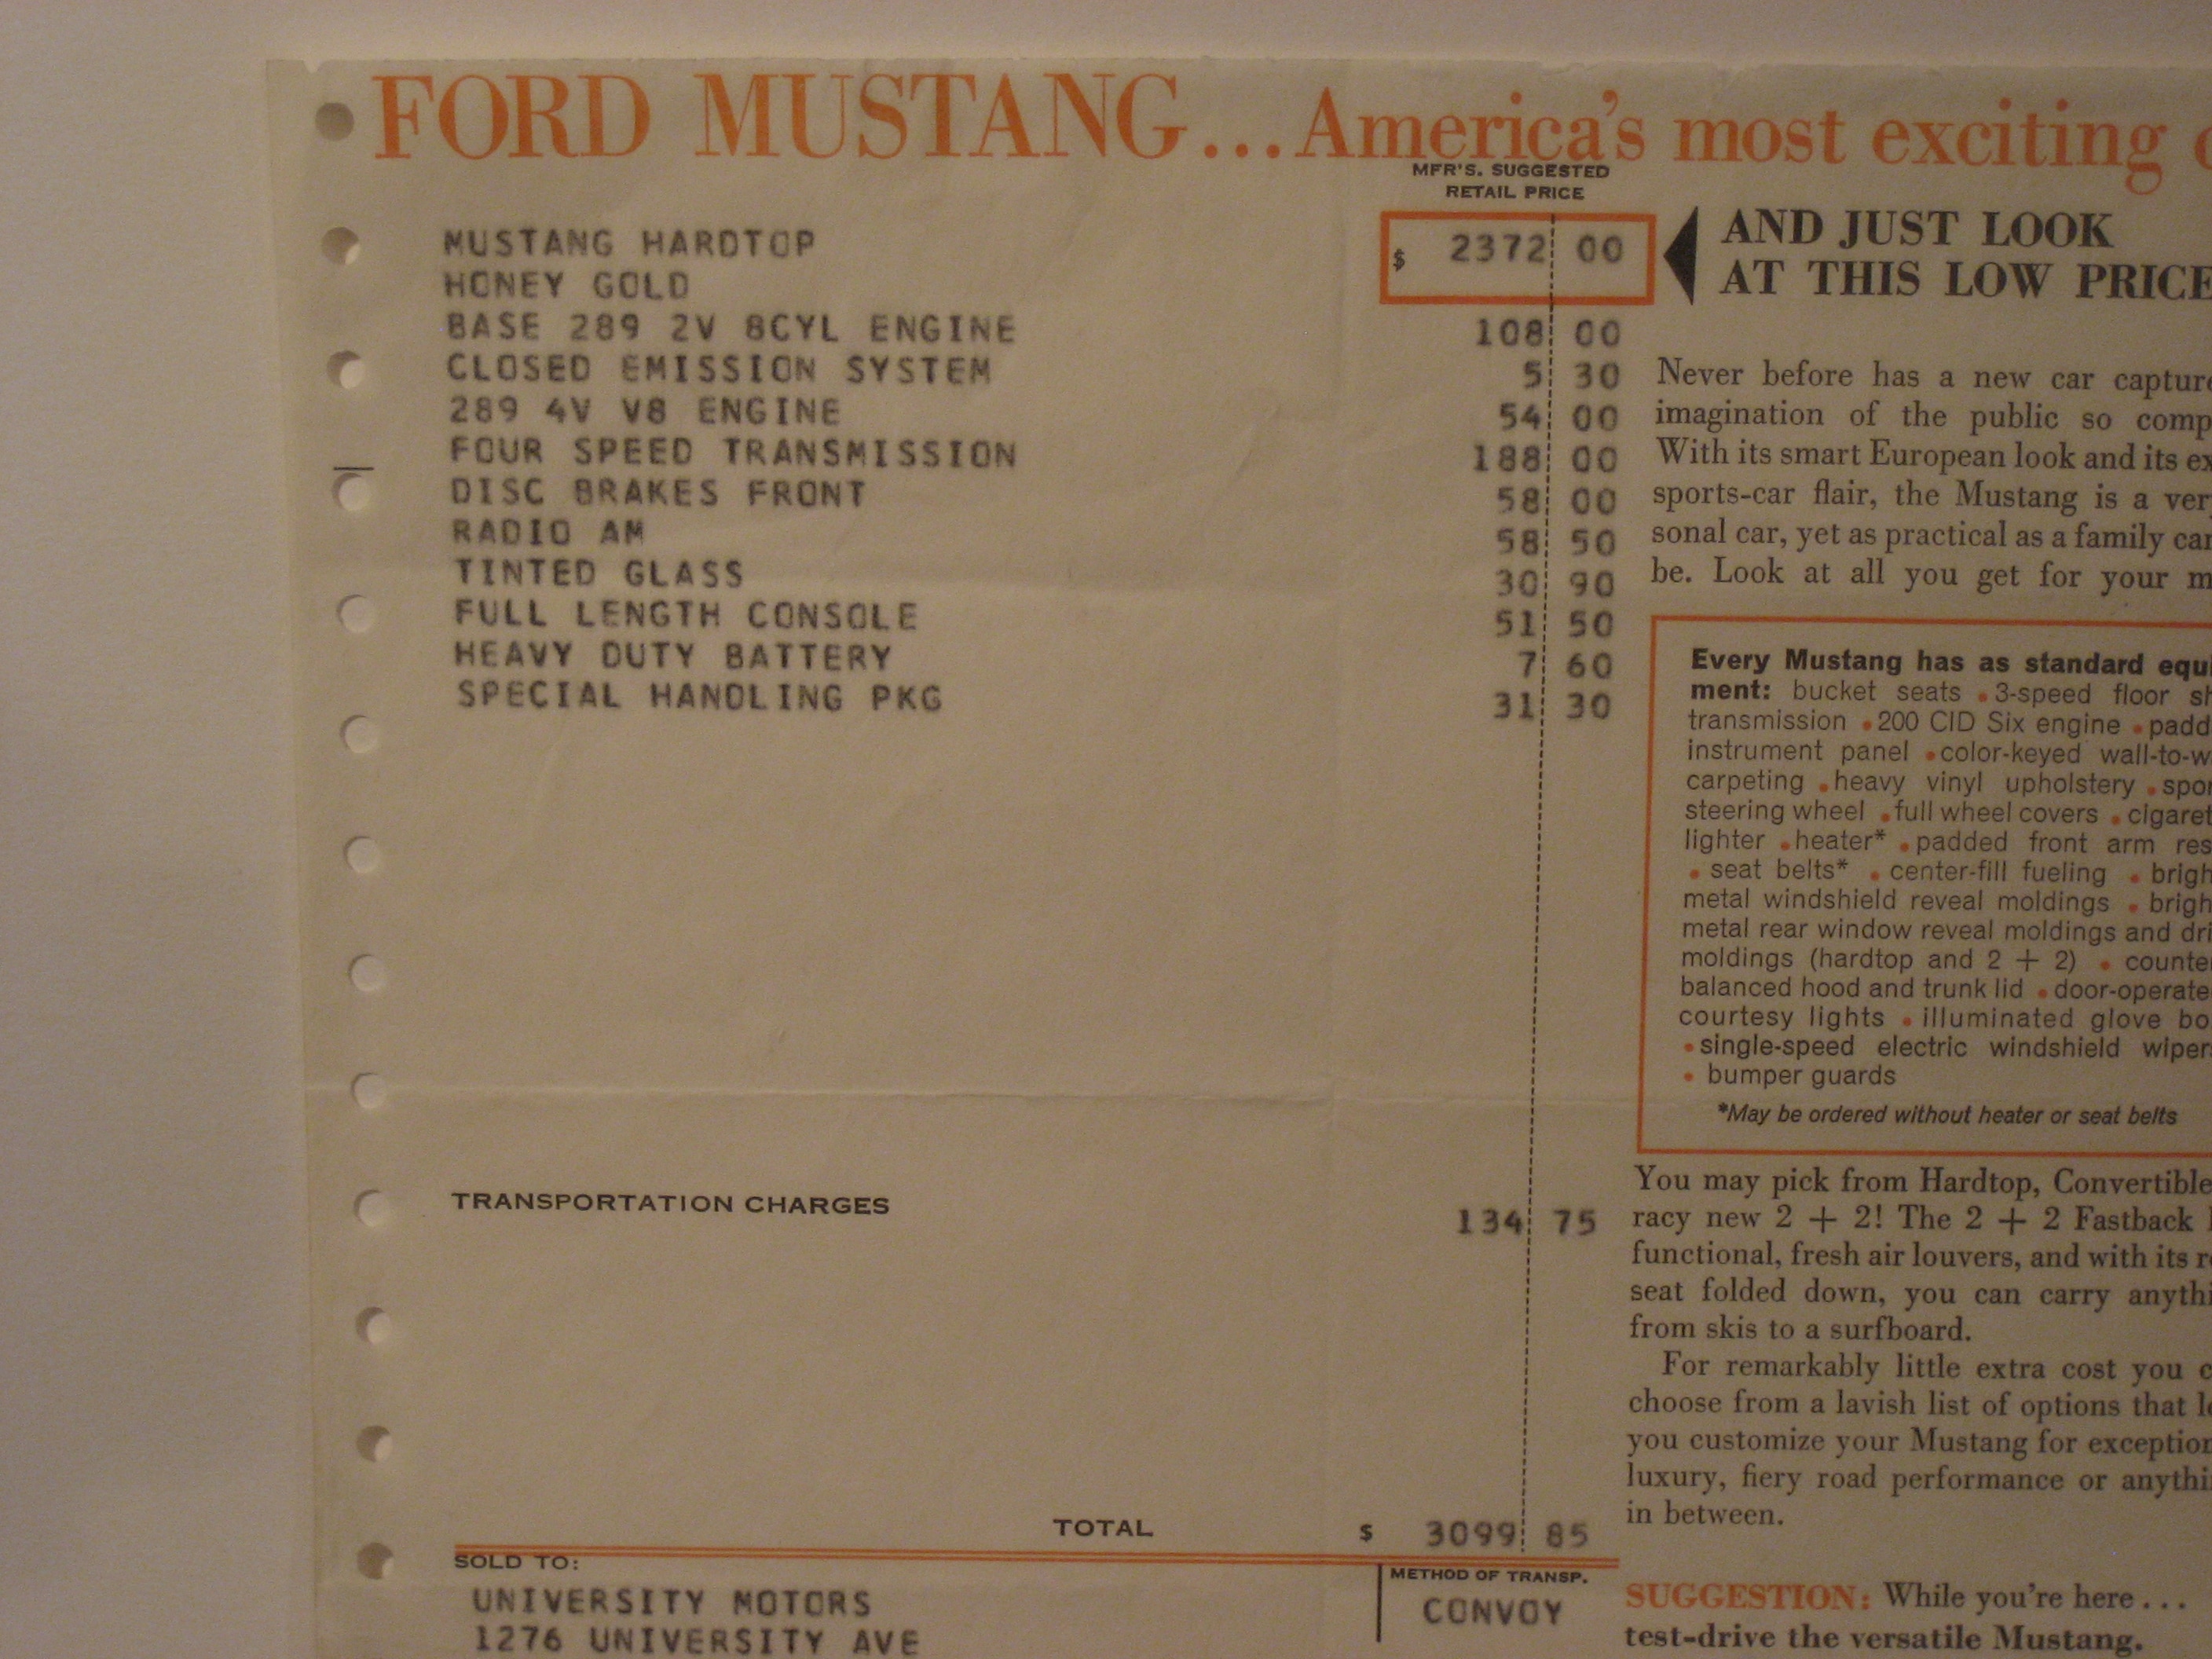 FORD MUSTANG...America's most exciting
MFR'S. SUGGESTED
RETAIL PRICE
MUSTANG HARDTOP $ 2372 00
HONEY GOLD
BASE 289 2V 8CYL ENGINE 108 00
CLOSED EMISSION SYSTEM 5 30
289 4V V8 ENGINE 54 00
FOUR SPEED TRANSMISSION 188 00
DISC BRAKES FRONT 58 00
RADIO AM 58 50
TINTED GLASS 30 90
FULL LENGTH CONSOLE 51 50
HEAVY DUTY BATTERY 7 60
SPECIAL HANDLING PKG 31 30
TRANSPORTATION CHARGES 134 75
TOTAL $ 3099 85
SOLD TO:
UNIVERSITY MOTORS
1276 UNIVERSITY AVE
METHOD OF TRANSP.
CONVOY
AND JUST LOOK
AT THIS LOW PRICE
Never before has a new car capture
imagination of the public so comp
With its smart European look and its ex
sports-car flair, the Mustang is a ver
sonal car, yet as practical as a family car
be. Look at all you get for your m
Every Mustang has as standard equi
ment: bucket seats • 3-speed floor sh
transmission • 200 CID Six engine • padd
instrument panel • color-keyed wall-to-w
carpeting • heavy vinyl upholstery • spor
steering wheel • full wheel covers • cigaret
lighter • heater* • padded front arm res
• seat belts* • center-fill fueling • brigh
metal windshield reveal moldings • brigh
metal rear window reveal moldings and dri
moldings (hardtop and 2 + 2) • counte
balanced hood and trunk lid • door-operate
courtesy lights • illuminated glove bo
• single-speed electric windshield wiper
• bumper guards
*May be ordered without heater or seat belts
You may pick from Hardtop, Convertible
racy new 2 + 2! The 2 + 2 Fastback
functional, fresh air louvers, and with its r
seat folded down, you can carry anythi
from skis to a surfboard.
For remarkably little extra cost you c
choose from a lavish list of options that l
you customize your Mustang for exception
luxury, fiery road performance or anythi
in between.
SUGGESTION: While you're here...
test-drive the versatile Mustang.